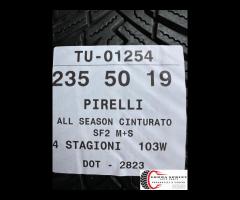 TU-01254
235 50 19
PIRELLI
ALL SEASON CINTURATO
SF2 M+S
4 STAGIONI 103W
DOT - 2823